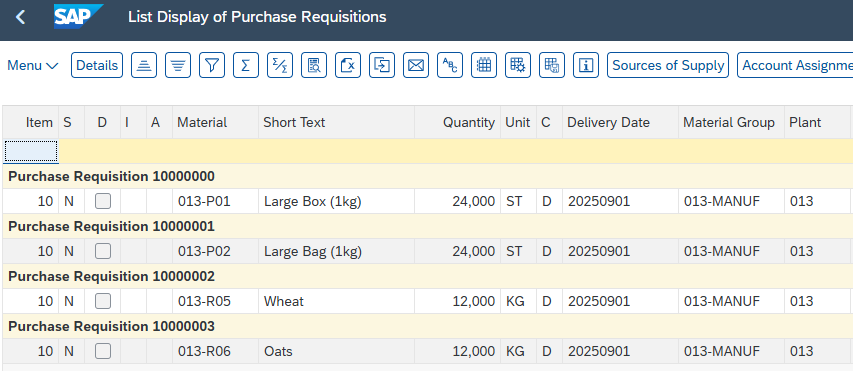 SAP List Display of Purchase Requisitions
Menu Details Σ Σ/Σ ABC i Sources of Supply Account Assignme
Item S D I A Material Short Text Quantity Unit C Delivery Date Material Group Plant
Purchase Requisition 10000000
10 N 013-P01 Large Box (1kg) 24,000 ST D 20250901 013-MANUF 013
Purchase Requisition 10000001
10 N 013-P02 Large Bag (1kg) 24,000 ST D 20250901 013-MANUF 013
Purchase Requisition 10000002
10 N 013-R05 Wheat 12,000 KG D 20250901 013-MANUF 013
Purchase Requisition 10000003
10 N 013-R06 Oats 12,000 KG D 20250901 013-MANUF 013